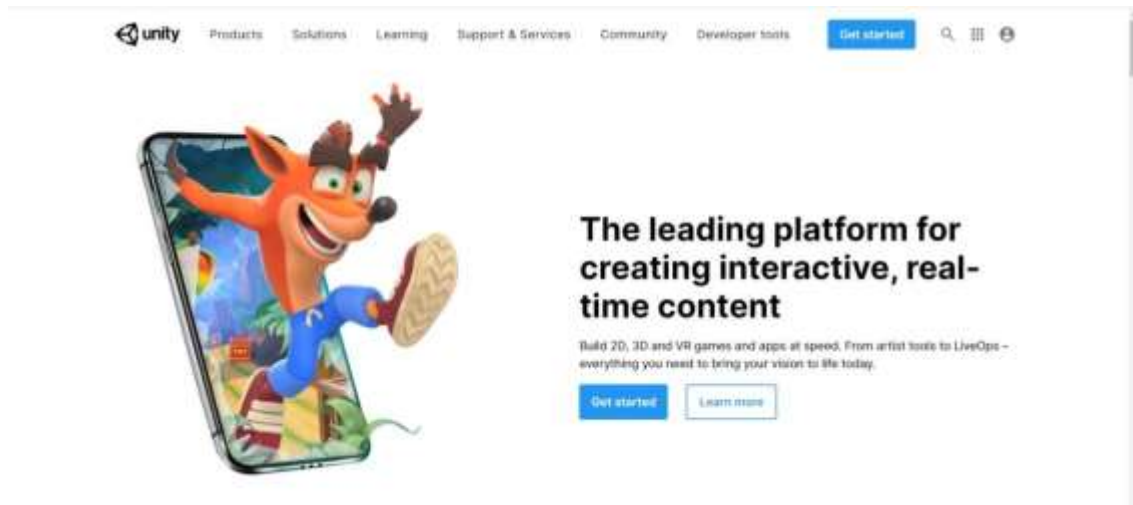 unity Products Solutions Learning Support & Services Community Developer tools Get started
The leading platform for
creating interactive, real-
time content
Build 2D, 3D and VR games and apps at speed. From artist tools to LiveOps –
everything you need to bring your vision to life today.
Get started Learn more
TNT